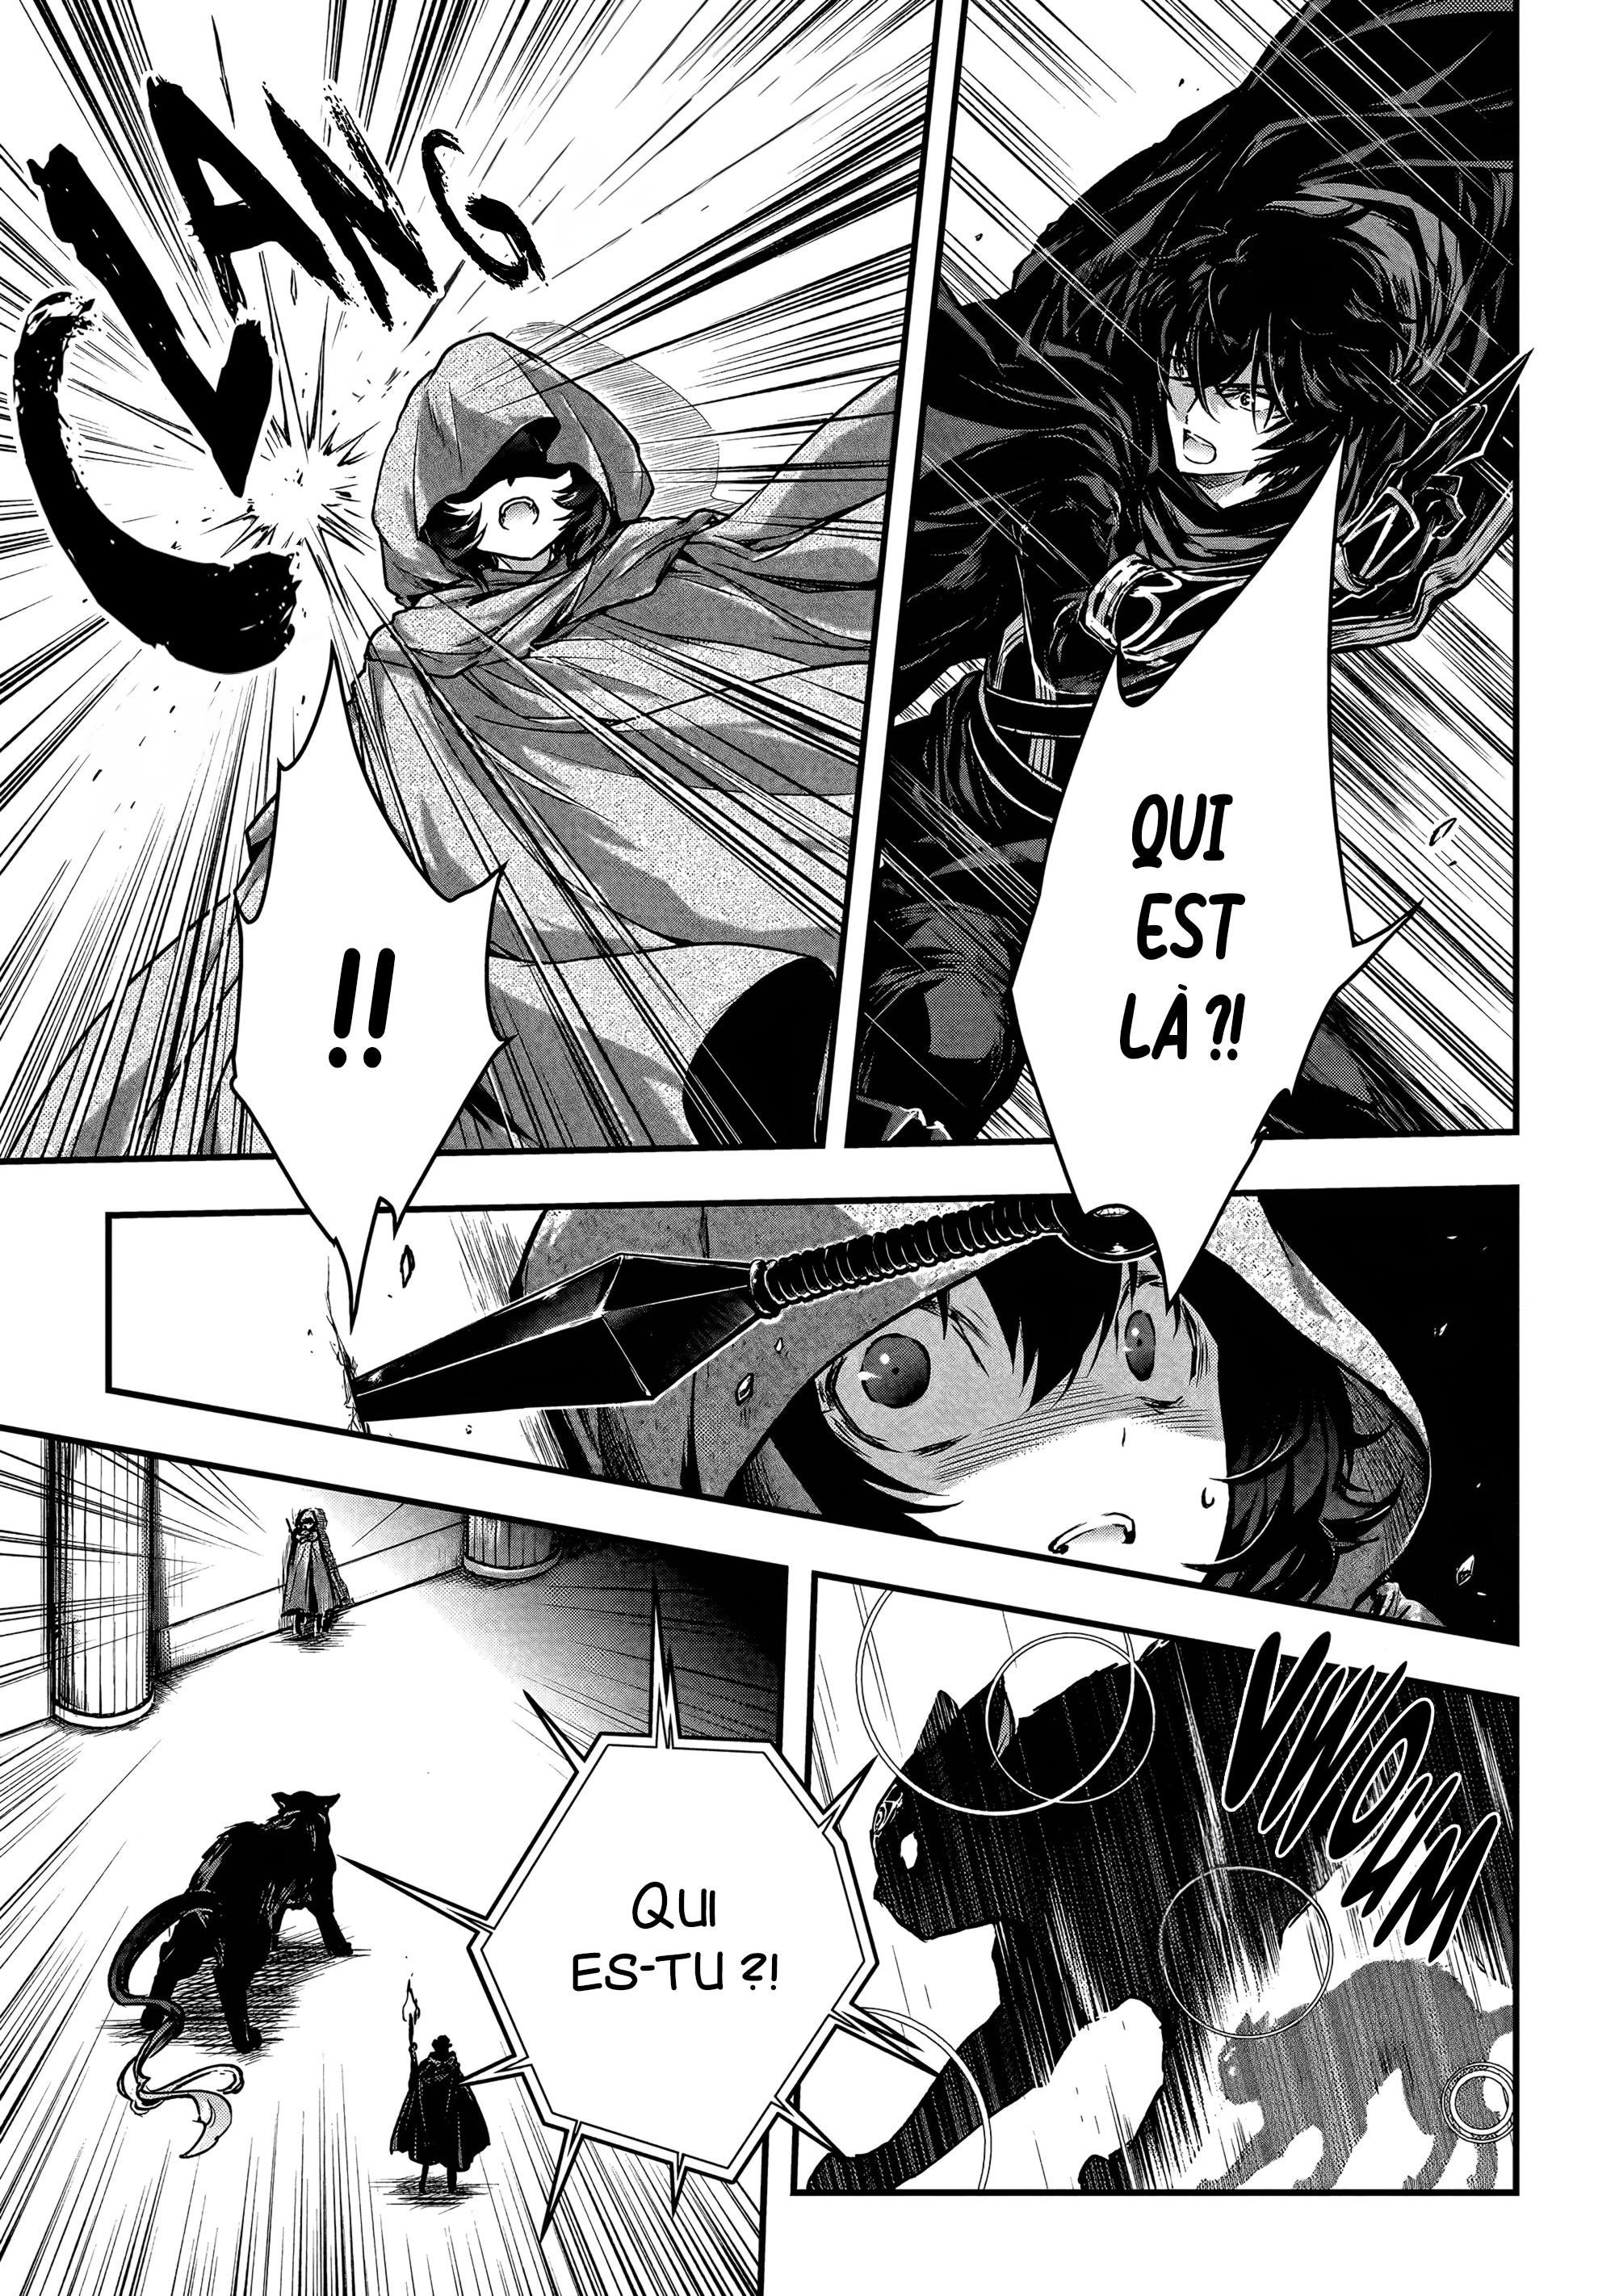 QUI
EST
LÀ ?!
CLANG
!!
VWOUM
QUI
ES-TU ?!